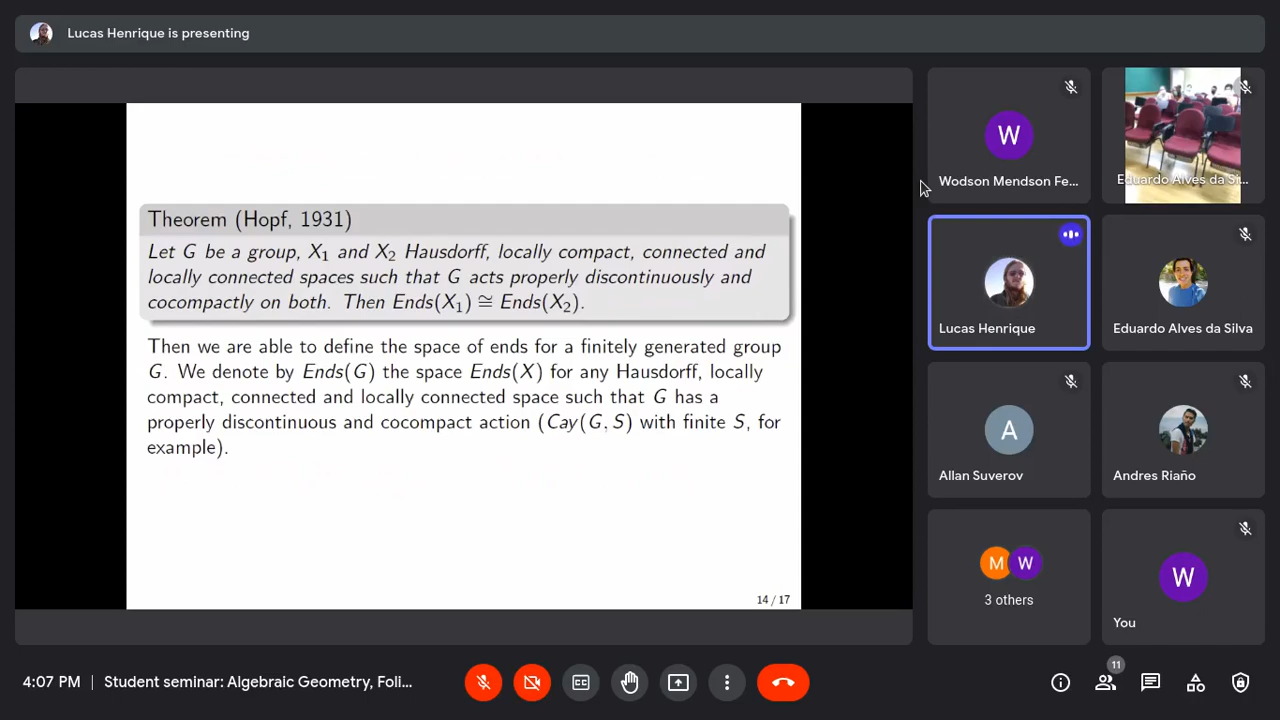 Lucas Henrique is presenting
Theorem (Hopf, 1931)
Let G be a group, X₁ and X₂ Hausdorff, locally compact, connected and
locally connected spaces such that G acts properly discontinuously and
cocompactly on both. Then Ends(X₁) ≅ Ends(X₂).
Then we are able to define the space of ends for a finitely generated group
G. We denote by Ends(G) the space Ends(X) for any Hausdorff, locally
compact, connected and locally connected space such that G has a
properly discontinuous and cocompact action (Cay(G, S) with finite S, for
example).
14 / 17
W
Wodson Mendson Fe...
Eduardo Alves da Sil...
Lucas Henrique
Eduardo Alves da Silva
A
Allan Suverov
Andres Riaño
M W
3 others
W
You
4:07 PM | Student seminar: Algebraic Geometry, Foli...
11